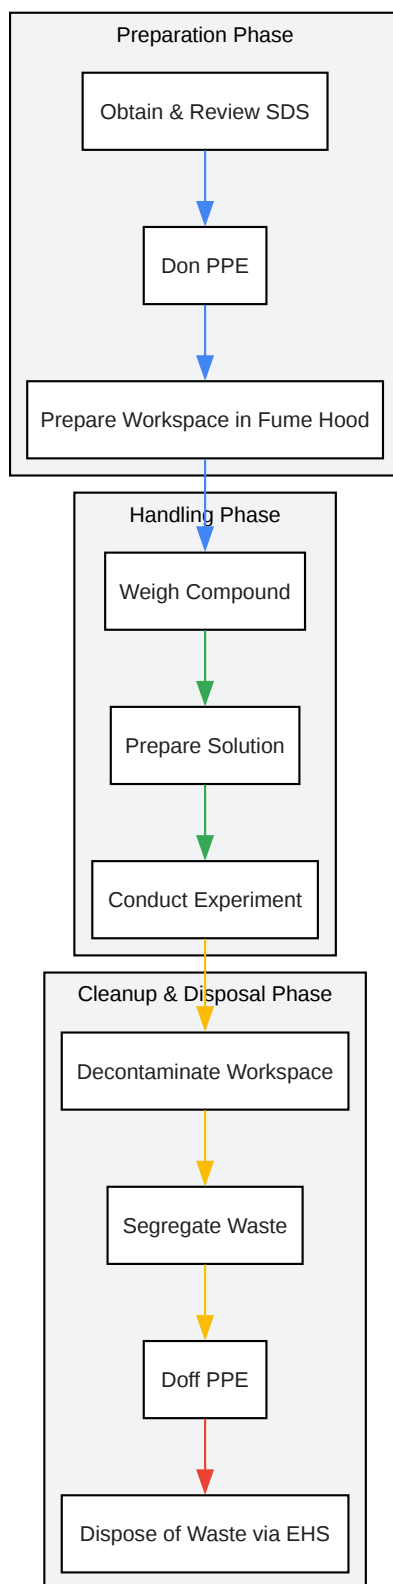 Preparation Phase
Obtain & Review SDS
Don PPE
Prepare Workspace in Fume Hood
Handling Phase
Weigh Compound
Prepare Solution
Conduct Experiment
Cleanup & Disposal Phase
Decontaminate Workspace
Segregate Waste
Doff PPE
Dispose of Waste via EHS